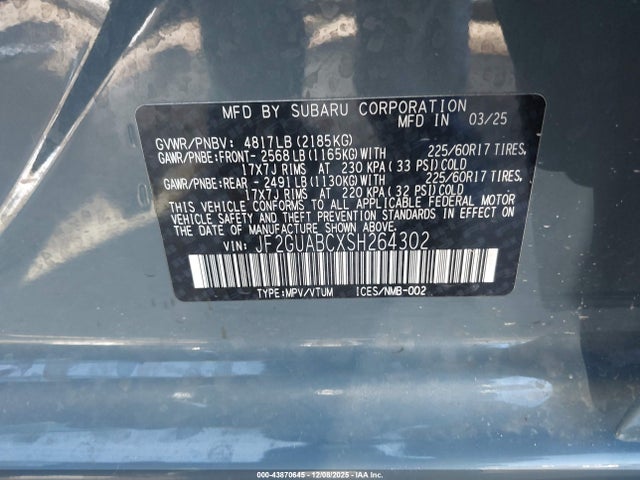 MFD BY SUBARU CORPORATION
MFD IN 03/25
GVWR/PNBV: 4817LB (2185KG)
GAWR/PNBE:FRONT- 2568LB(1165KG)WITH 225/60R17 TIRES,
17X7J RIMS AT 230 KPA (33 PSI)COLD
GAWR/PNBE:REAR - 2491LB(1130KG)WITH 225/60R17 TIRES,
17X7J RIMS AT 220 KPA (32 PSI)COLD
THIS VEHICLE CONFORMS TO ALL APPLICABLE FEDERAL MOTOR
VEHICLE SAFETY AND THEFT PREVENTION STANDARDS IN EFFECT ON
THE DATE OF MANUFACTURE SHOWN ABOVE.
VIN: JF2GUABCXSH264302
TYPE:MPV/VTUM ICES/NMB-002
000-43870645 - 12/08/2025 - IAA Inc.